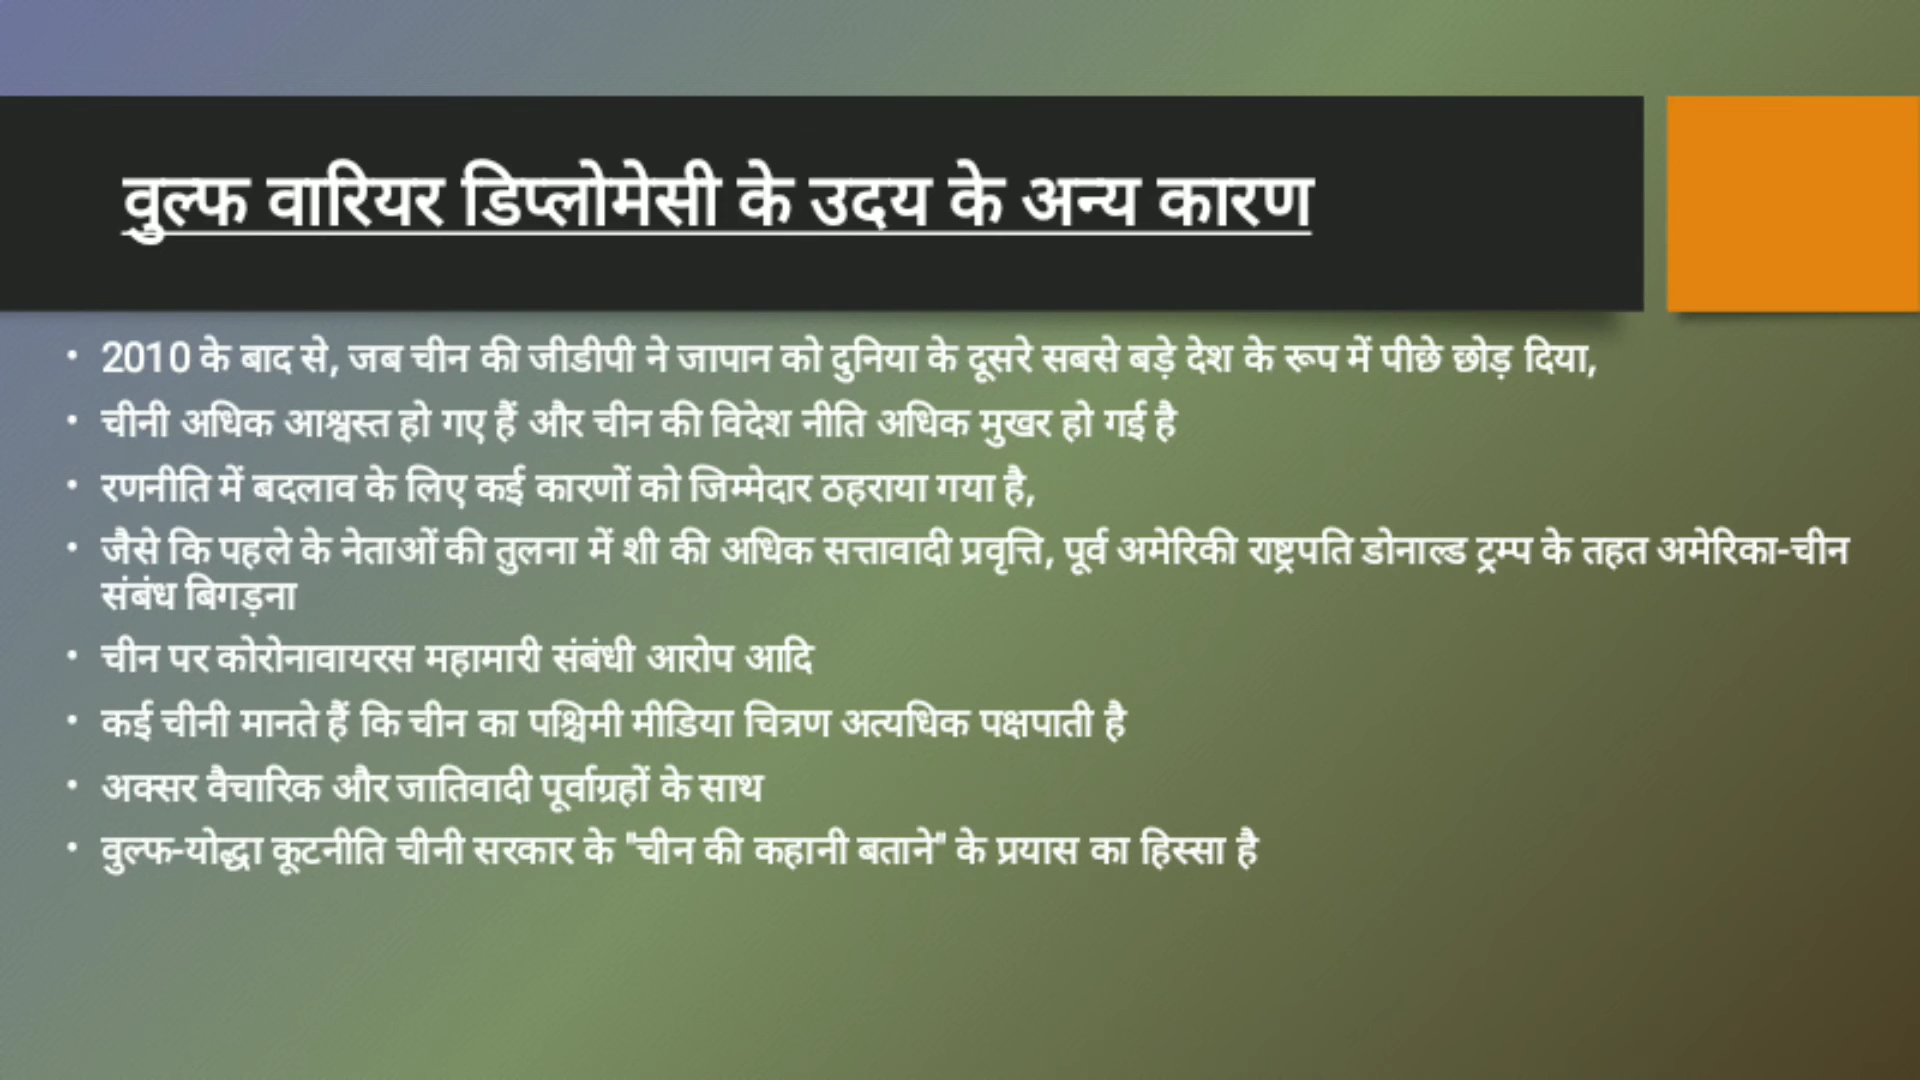 वुल्फ वारियर डिप्लोमेसी के उदय के अन्य कारण
• 2010 के बाद से, जब चीन की जीडीपी ने जापान को दुनिया के दूसरे सबसे बड़े देश के रूप में पीछे छोड़ दिया,
• चीनी अधिक आश्वस्त हो गए हैं और चीन की विदेश नीति अधिक मुखर हो गई है
• रणनीति में बदलाव के लिए कई कारणों को जिम्मेदार ठहराया गया है,
• जैसे कि पहले के नेताओं की तुलना में शी की अधिक सत्तावादी प्रवृत्ति, पूर्व अमेरिकी राष्ट्रपति डोनाल्ड ट्रम्प के तहत अमेरिका-चीन
संबंध बिगड़ना
• चीन पर कोरोनावायरस महामारी संबंधी आरोप आदि
• कई चीनी मानते हैं कि चीन का पश्चिमी मीडिया चित्रण अत्यधिक पक्षपाती है
• अक्सर वैचारिक और जातिवादी पूर्वाग्रहों के साथ
• वुल्फ-योद्धा कूटनीति चीनी सरकार के "चीन की कहानी बताने" के प्रयास का हिस्सा है